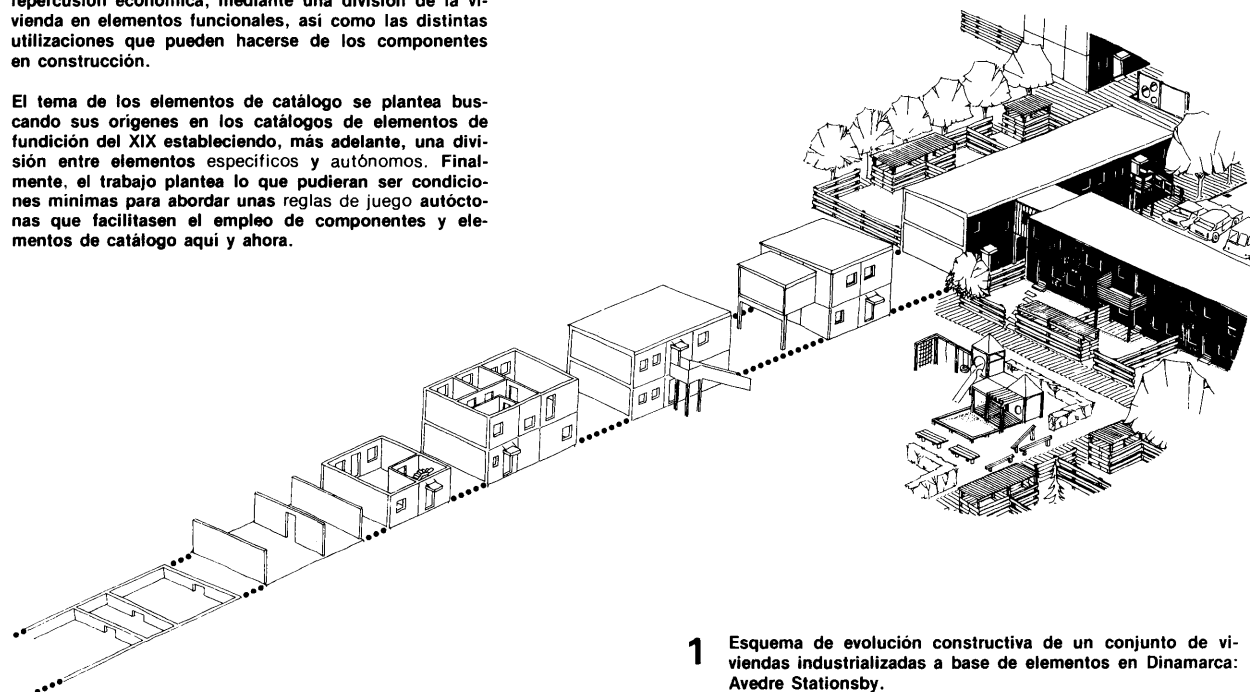 repercusión económica, mediante una división de la vi-
vienda en elementos funcionales, así como las distintas
utilizaciones que pueden hacerse de los componentes
en construcción.
El tema de los elementos de catálogo se plantea bus-
cando sus orígenes en los catálogos de elementos de
fundición del XIX estableciendo, más adelante, una divi-
sión entre elementos específicos y autónomos. Final-
mente, el trabajo plantea lo que pudieran ser condicio-
nes mínimas para abordar unas reglas de juego autócto-
nas que facilitasen el empleo de componentes y ele-
mentos de catálogo aquí y ahora.
1 Esquema de evolución constructiva de un conjunto de vi-
viendas industrializadas a base de elementos en Dinamarca:
Avedre Stationsby.